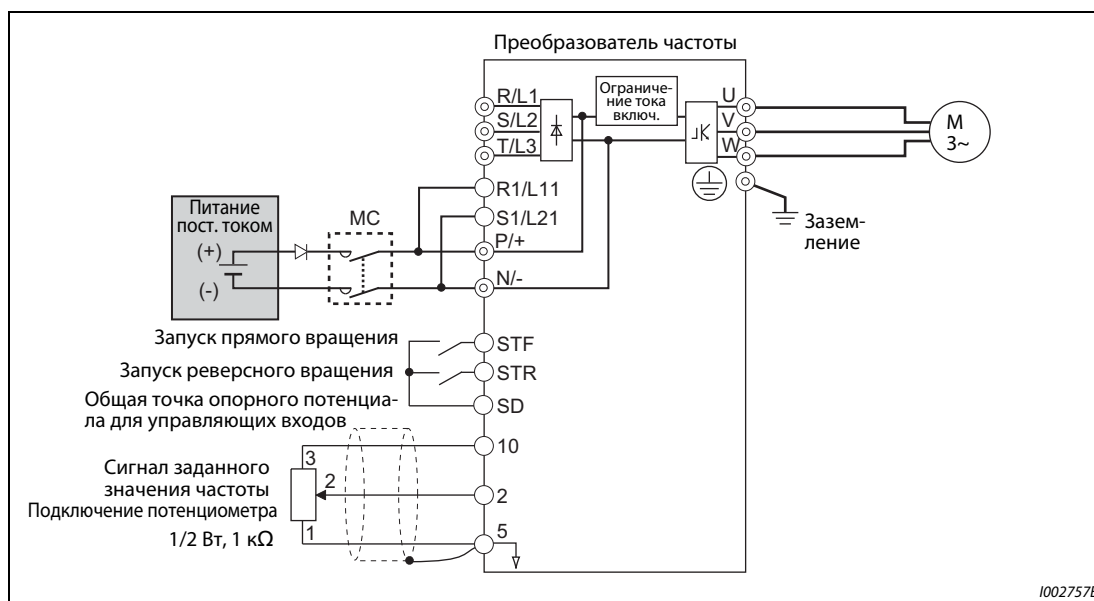 Преобразователь частоты
R/L1
S/L2
T/L3
Ограниче-
ние тока
включ.
U
V
W
M
3~
R1/L11
S1/L21
P/+
N/-
Питание
пост. током
(+)
(-)
MC
Зазем-
ление
Запуск прямого вращения
STF
Запуск реверсного вращения
STR
Общая точка опорного потенциа-
ла для управляющих входов
SD
10
3
Сигнал заданного
значения частоты
2
2
Подключение потенциометра
1/2 Вт, 1 кΩ
1
5
I002757E